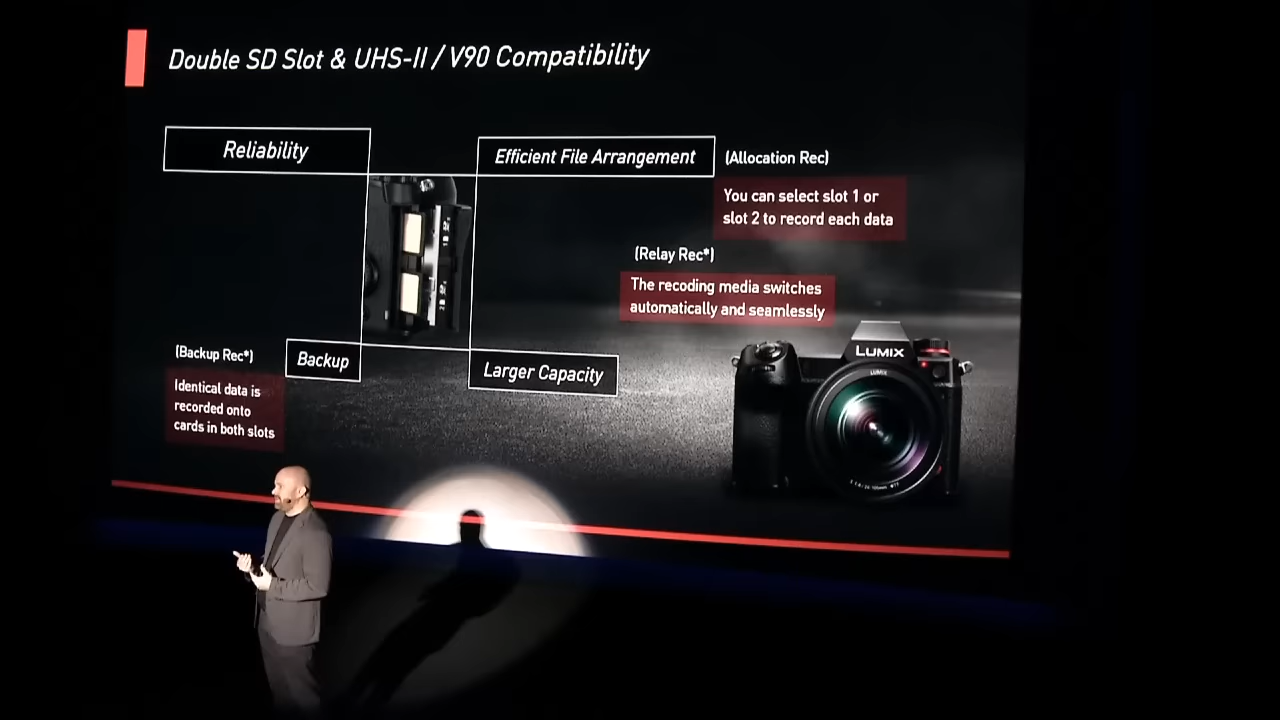 Double SD Slot & UHS-II / V90 Compatibility
Reliability
Efficient File Arrangement
(Allocation Rec)
You can select slot 1 or
slot 2 to record each data
(Relay Rec*)
The recoding media switches
automatically and seamlessly
(Backup Rec*)
Backup
Identical data is
recorded onto
cards in both slots
Larger Capacity
LUMIX
LUMIX